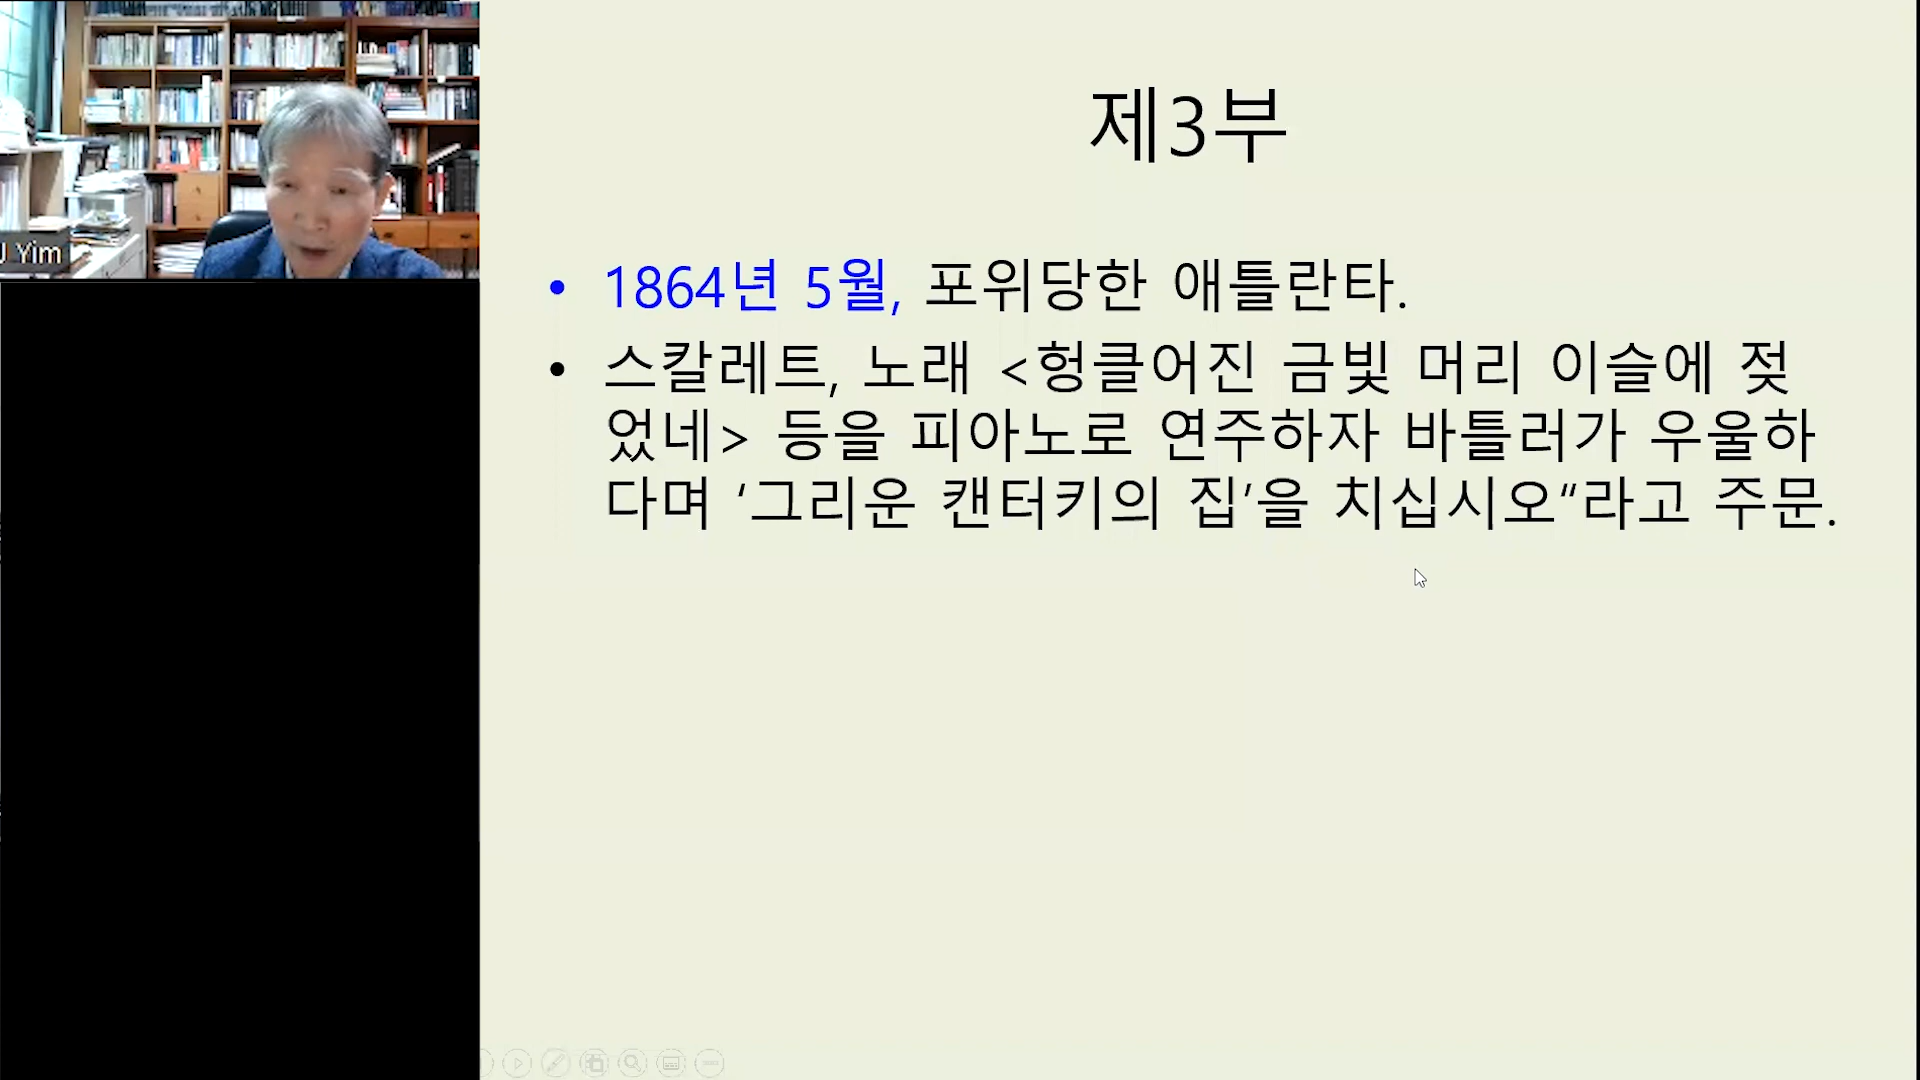 J Yim
제3부
• 1864년 5월, 포위당한 애틀란타.
• 스칼레트, 노래 <헝클어진 금빛 머리 이슬에 젖
었네> 등을 피아노로 연주하자 바틀러가 우울하
다며 ‘그리운 캔터키의 집’을 치십시오“라고 주문.